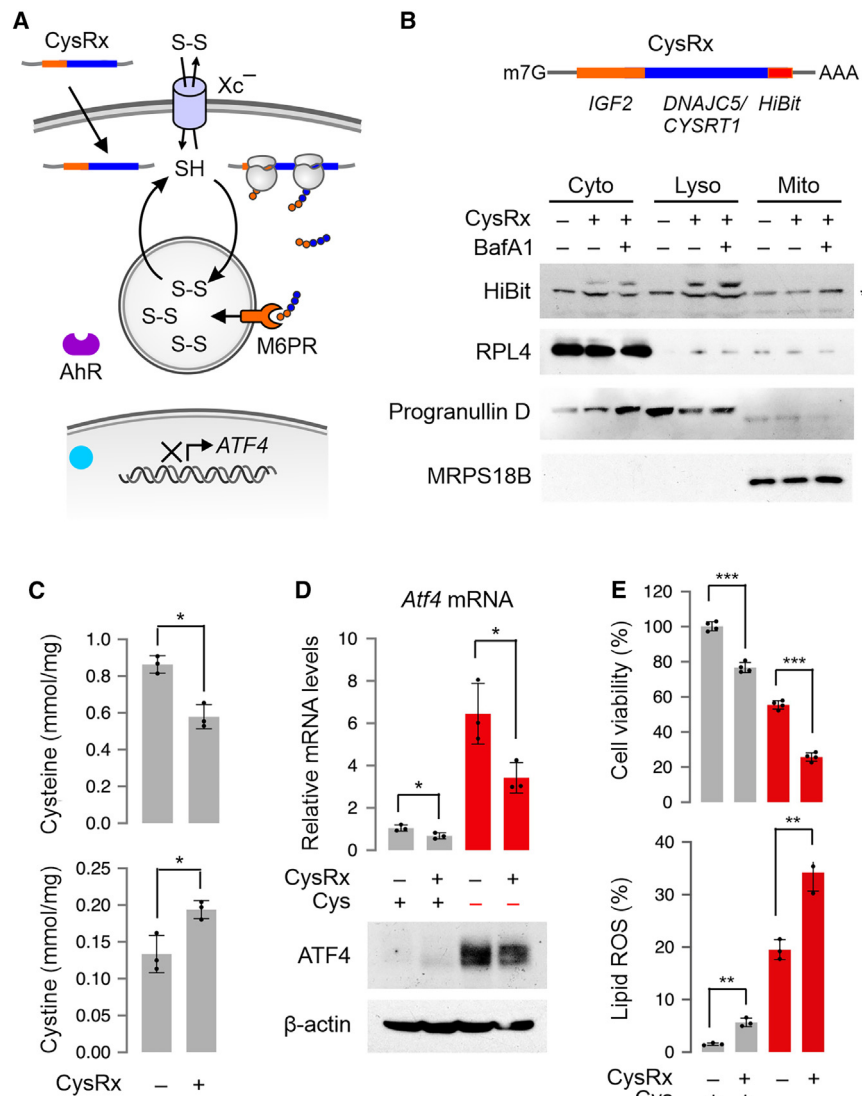 A
CysRx
S-S
Xc⁻
SH
S-S
S-S
S-S
M6PR
AhR
ATF4
B
CysRx
m7G
AAA
IGF2
DNAJC5/
CYSRT1
HiBit
Cyto Lyso Mito
CysRx – + + – + + – + +
BafA1 – – + – – + – – +
HiBit
RPL4
Progranullin D
MRPS18B
C
Cysteine (mmol/mg)
1.0
0.8
0.6
0.4
0.2
0.0
*
Cystine (mmol/mg)
0.25
0.20
0.15
0.10
0.05
0.00
*
CysRx – +
D
Atf4 mRNA
Relative mRNA levels
10
8
6
4
2
0
*
*
CysRx – + – +
Cys + + – –
ATF4
β-actin
E
Cell viability (%)
120
100
80
60
40
20
0
***
***
Lipid ROS (%)
40
30
20
10
0
**
**
CysRx – + – +